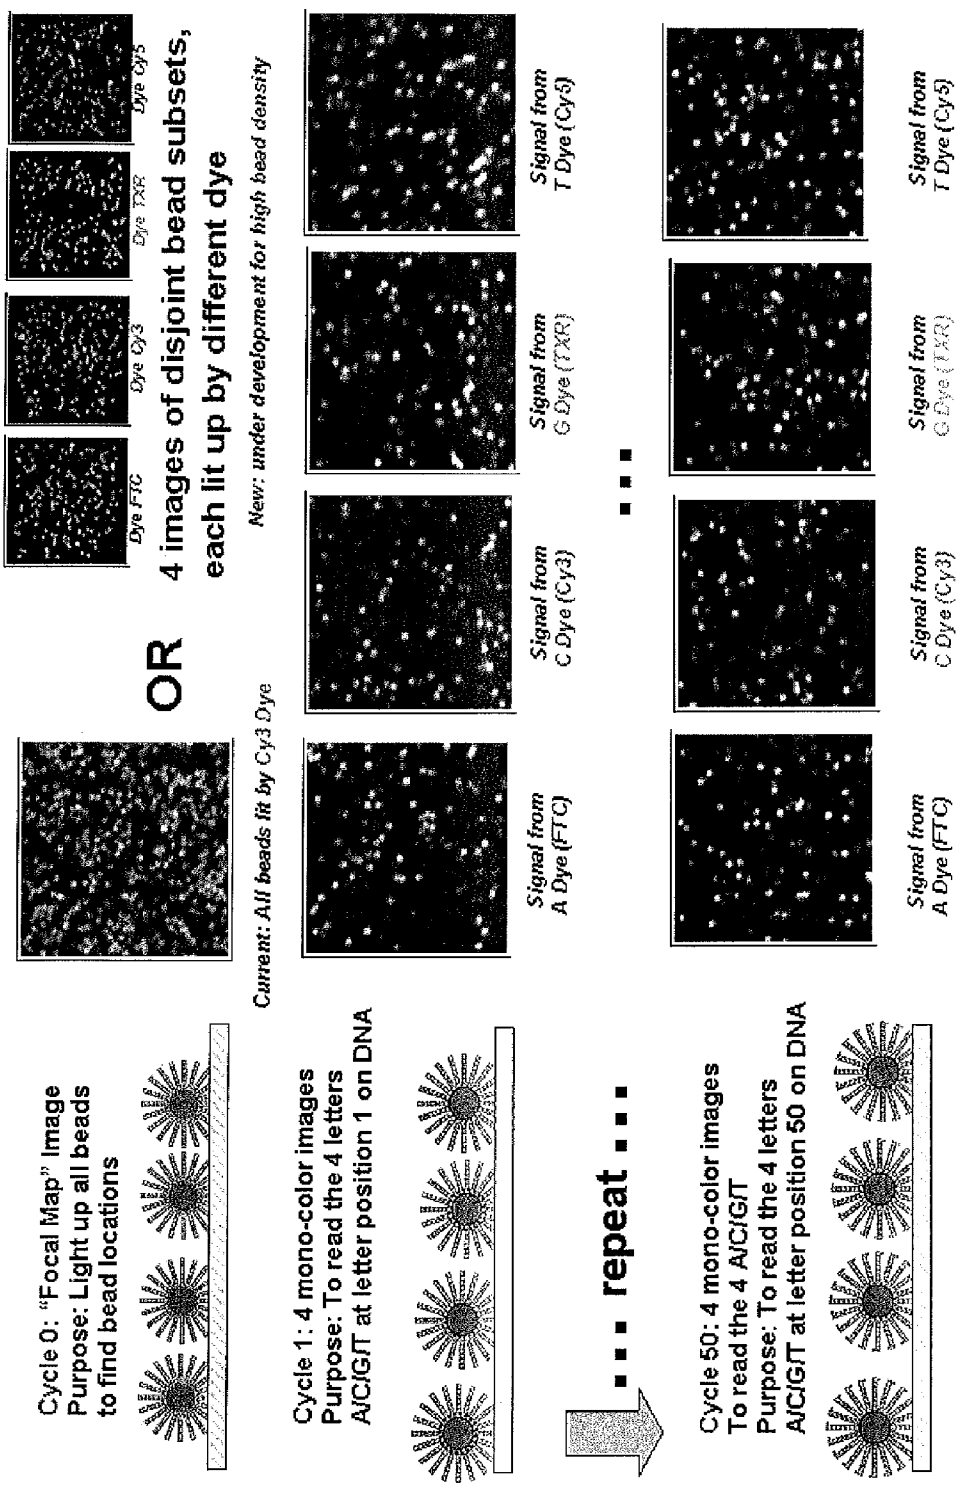 Cycle 0: "Focal Map" Image
Purpose: Light up all beads
to find bead locations
Current: All beads lit by Cy3 Dye
OR
Dye FTC
Dye Cy3
Dye TXR
Dye Cy5
4 images of disjoint bead subsets,
each lit up by different dye
New: under development for high bead density
Cycle 1: 4 mono-color images
Purpose: To read the 4 letters
A/C/G/T at letter position 1 on DNA
Signal from
A Dye (FTC)
Signal from
C Dye (Cy3)
Signal from
G Dye (TXR)
Signal from
T Dye (Cy5)
.... repeat ....
...
Cycle 50: 4 mono-color images
To read the 4 A/C/G/T
Purpose: To read the 4 letters
A/C/G/T at letter position 50 on DNA
Signal from
A Dye (FTC)
Signal from
C Dye (Cy3)
Signal from
G Dye (TXR)
Signal from
T Dye (Cy5)